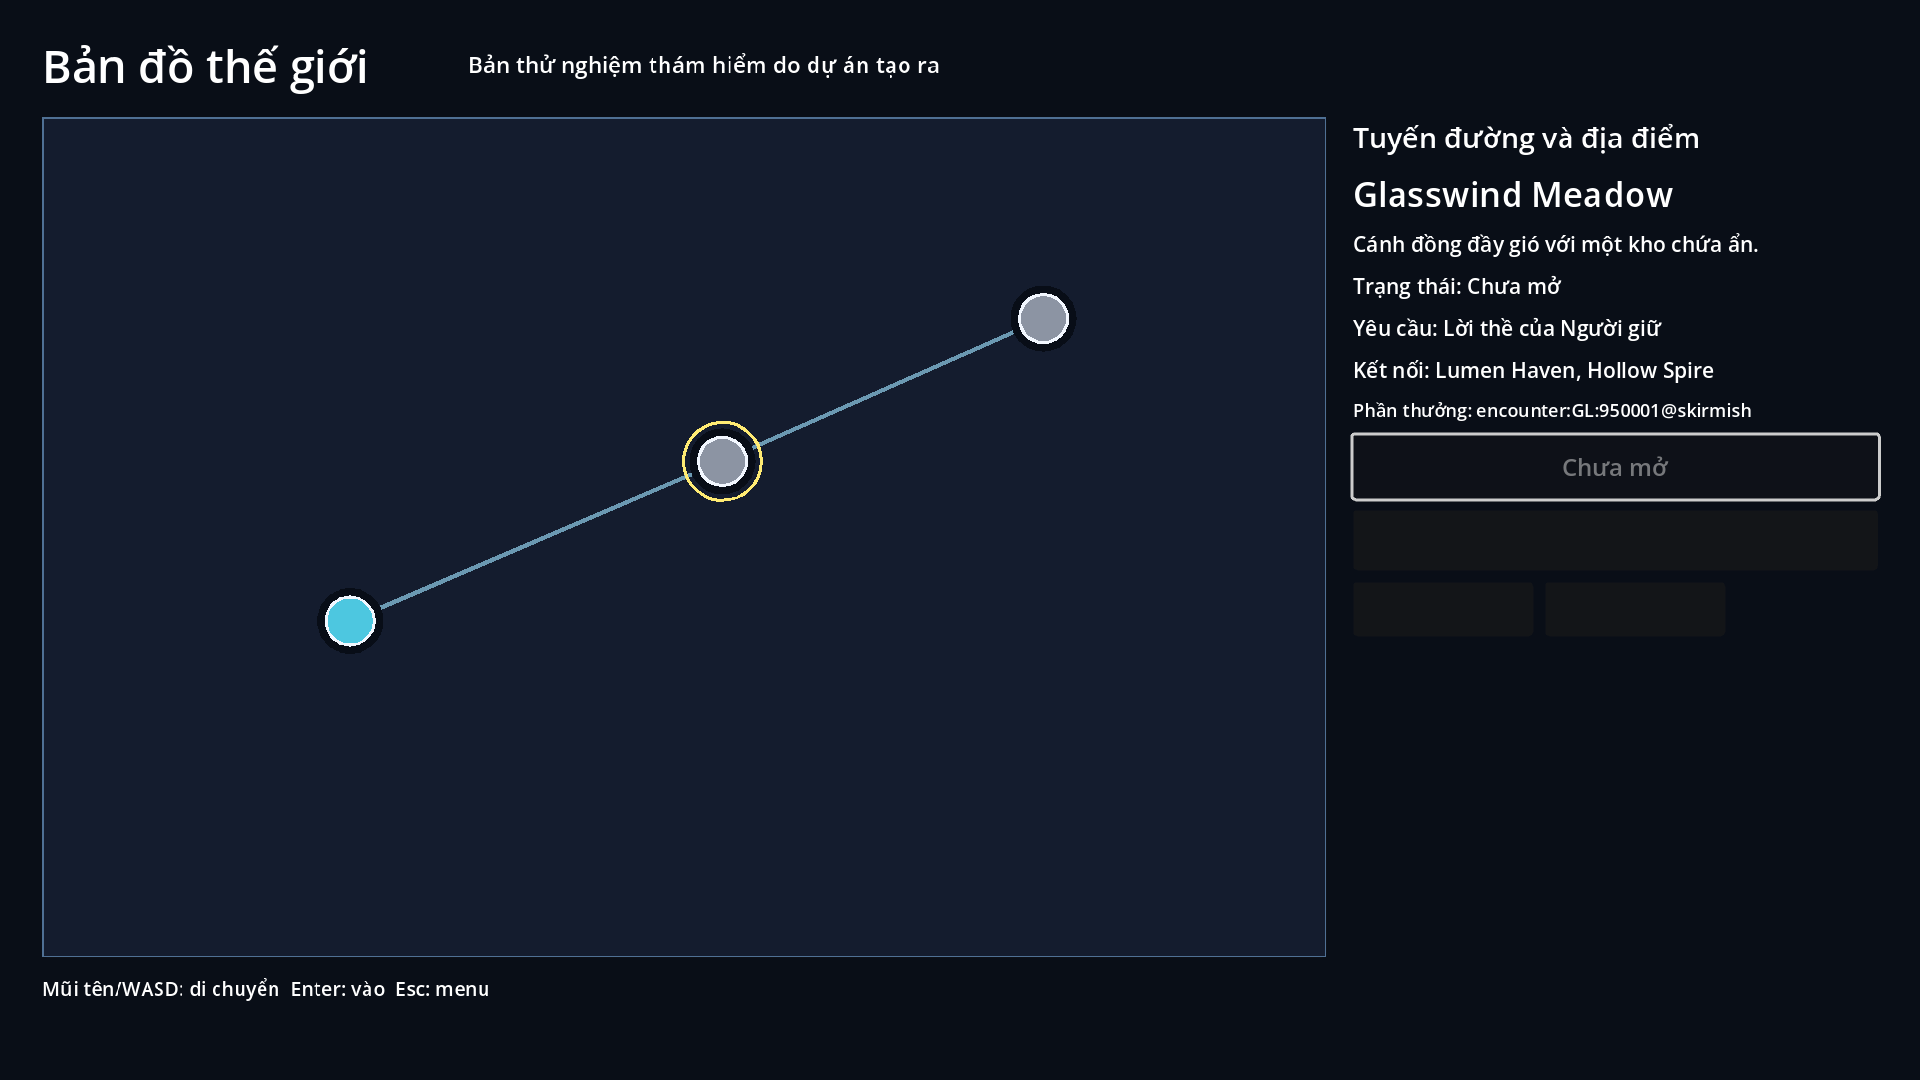 Bản đồ thế giới
Bản thử nghiệm thám hiểm do dự án tạo ra
Tuyến đường và địa điểm
Glasswind Meadow
Cánh đồng đầy gió với một kho chứa ẩn.
Trạng thái: Chưa mở
Yêu cầu: Lời thề của Người giữ
Kết nối: Lumen Haven, Hollow Spire
Phần thưởng: encounter:GL:950001@skirmish
Chưa mở
Mũi tên/WASD: di chuyển  Enter: vào  Esc: menu